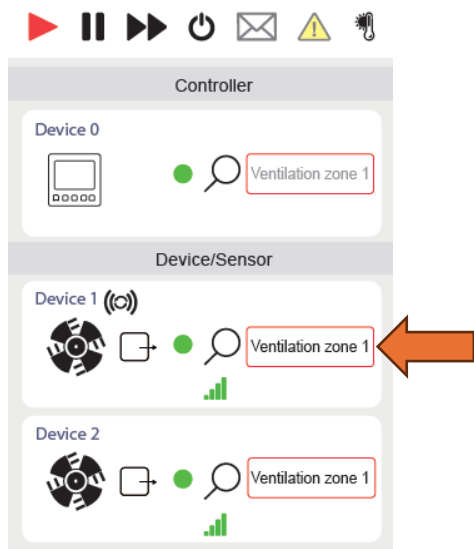 Controller
Device 0
Ventilation zone 1
Device/Sensor
Device 1
Ventilation zone 1
Device 2
Ventilation zone 1